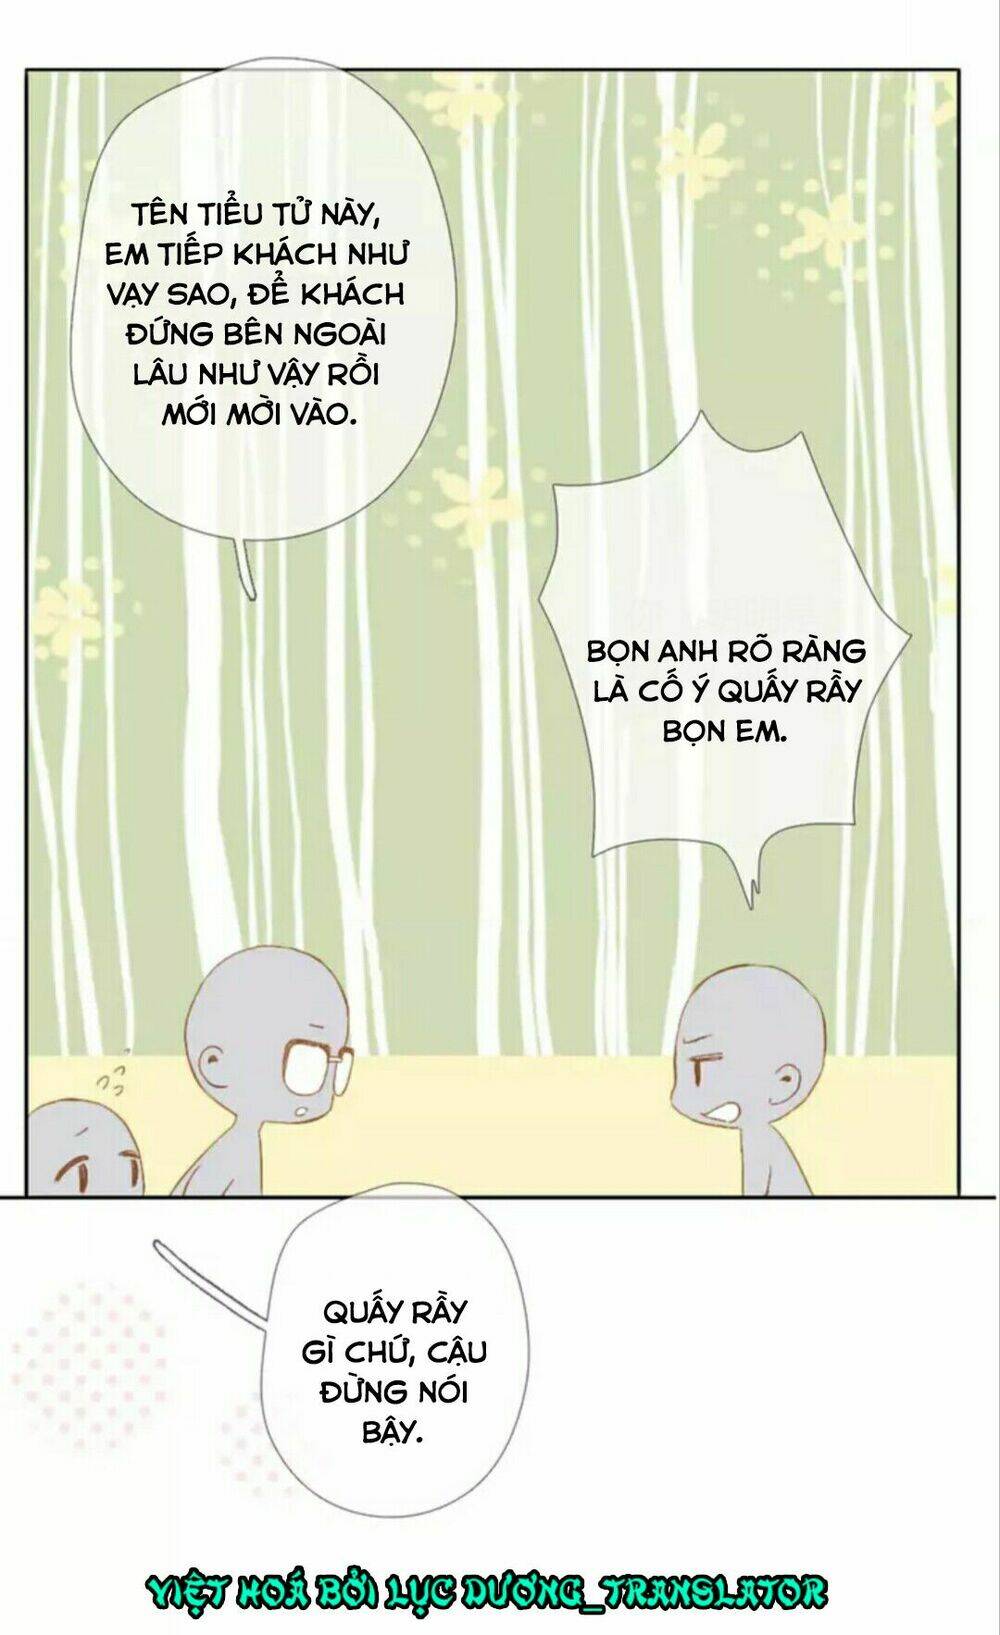 TÊN TIỂU TỬ NÀY,
EM TIẾP KHÁCH NHƯ
VẠY SAO, ĐỂ KHÁCH
ĐỨNG BÊN NGOÀI
LÂU NHƯ VẬY RỒI
MỚI MỜI VÀO.
BỌN ANH RÕ RÀNG
LÀ CỐ Ý QUẤY RẦY
BỌN EM.
QUẤY RẦY
GÌ CHỨ, CẬU
ĐỪNG NÓI
BẬY.
VIỆT HOÁ BỞI LỤC DƯƠNG_TRANSLATOR